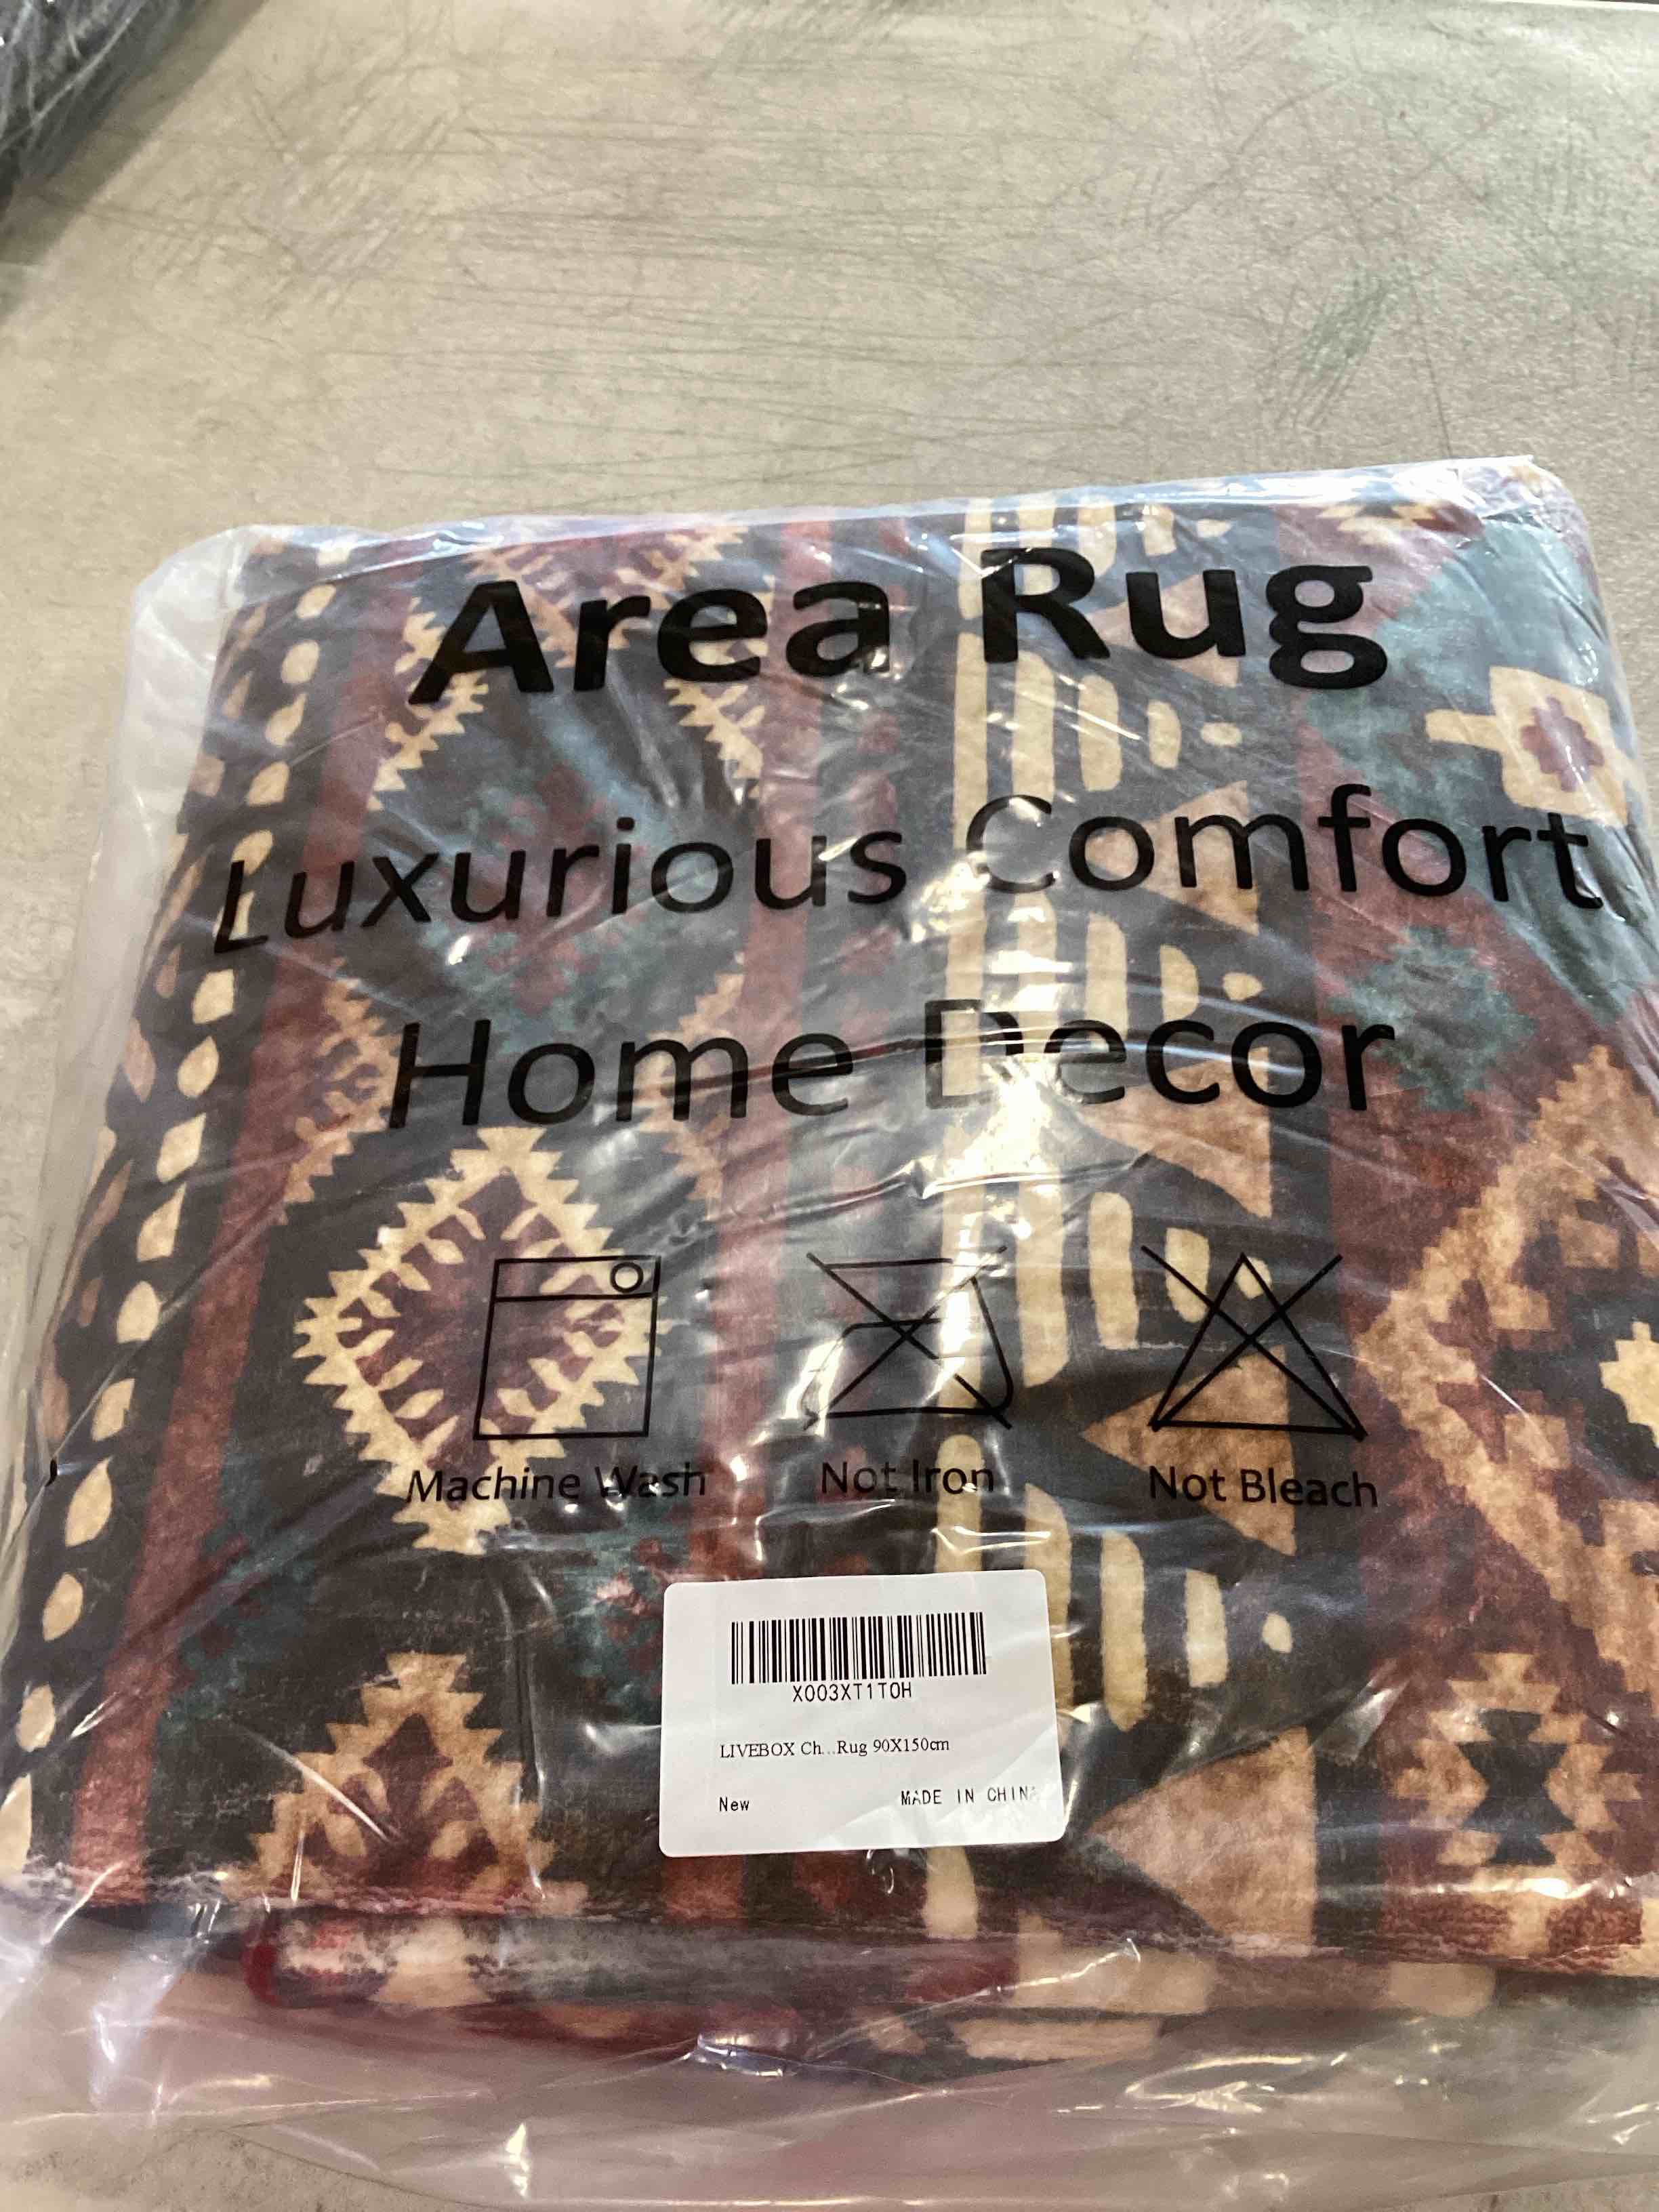 Area Rug
Luxurious Comfort
Home Decor
Machine Wash Not Iron Not Bleach
X003XT1TOH
LIVEBOX Ch...Rug 90X150cm
New MADE IN CHINA